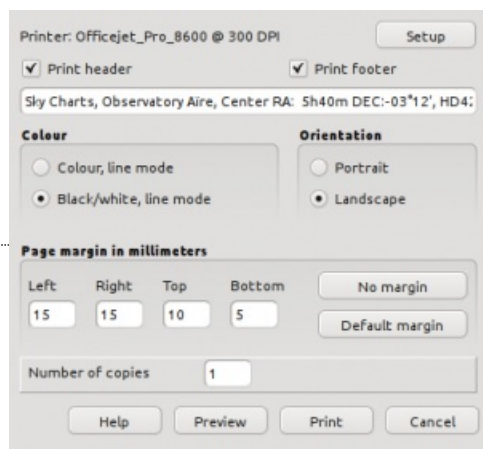 Printer: Officejet_Pro_8600 @ 300 DPI Setup
Print header Print footer
Sky Charts, Observatory Aire, Center RA: 5h40m DEC:-03°12', HD42
Colour Orientation
Colour, line mode Portrait
Black/white, line mode Landscape
Page margin in millimeters
Left Right Top Bottom No margin
15 15 10 5 Default margin
Number of copies 1
Help Preview Print Cancel